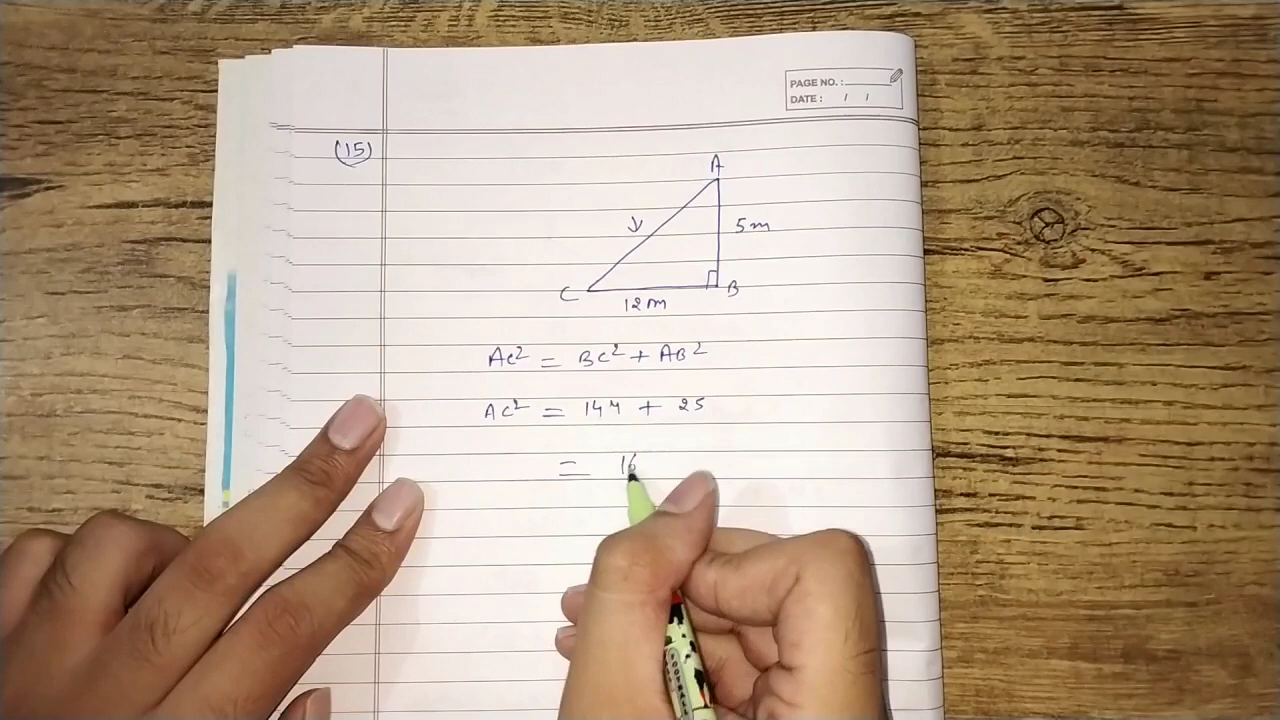 PAGE NO. :
DATE : / /
(15)
A
5m
C
12m
B
AC² = BC² + AB²
AC² = 144 + 25
= 16